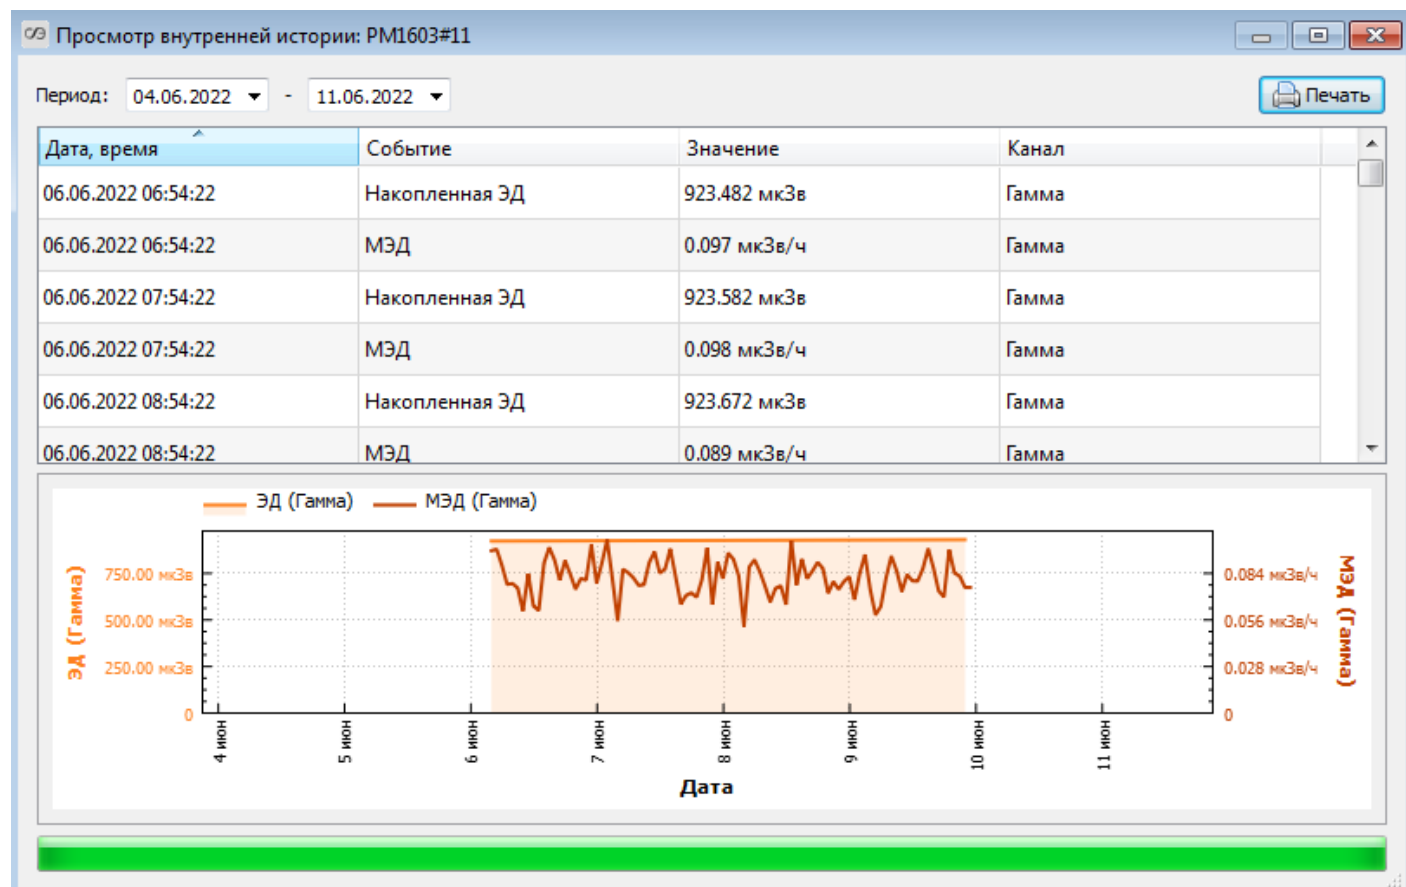 Просмотр внутренней истории: PM1603#11
Период: 04.06.2022 - 11.06.2022 Печать
Дата, время Событие Значение Канал
06.06.2022 06:54:22 Накопленная ЭД 923.482 мкЗв Гамма
06.06.2022 06:54:22 МЭД 0.097 мкЗв/ч Гамма
06.06.2022 07:54:22 Накопленная ЭД 923.582 мкЗв Гамма
06.06.2022 07:54:22 МЭД 0.098 мкЗв/ч Гамма
06.06.2022 08:54:22 Накопленная ЭД 923.672 мкЗв Гамма
06.06.2022 08:54:22 МЭД 0.089 мкЗв/ч Гамма
ЭД (Гамма) МЭД (Гамма)
ЭД (Гамма)
750.00 мкЗв
500.00 мкЗв
250.00 мкЗв
0
0.084 мкЗв/ч
0.056 мкЗв/ч
0.028 мкЗв/ч
0
МЭД (Гамма)
4 июн 5 июн 6 июн 7 июн 8 июн 9 июн 10 июн 11 июн
Дата